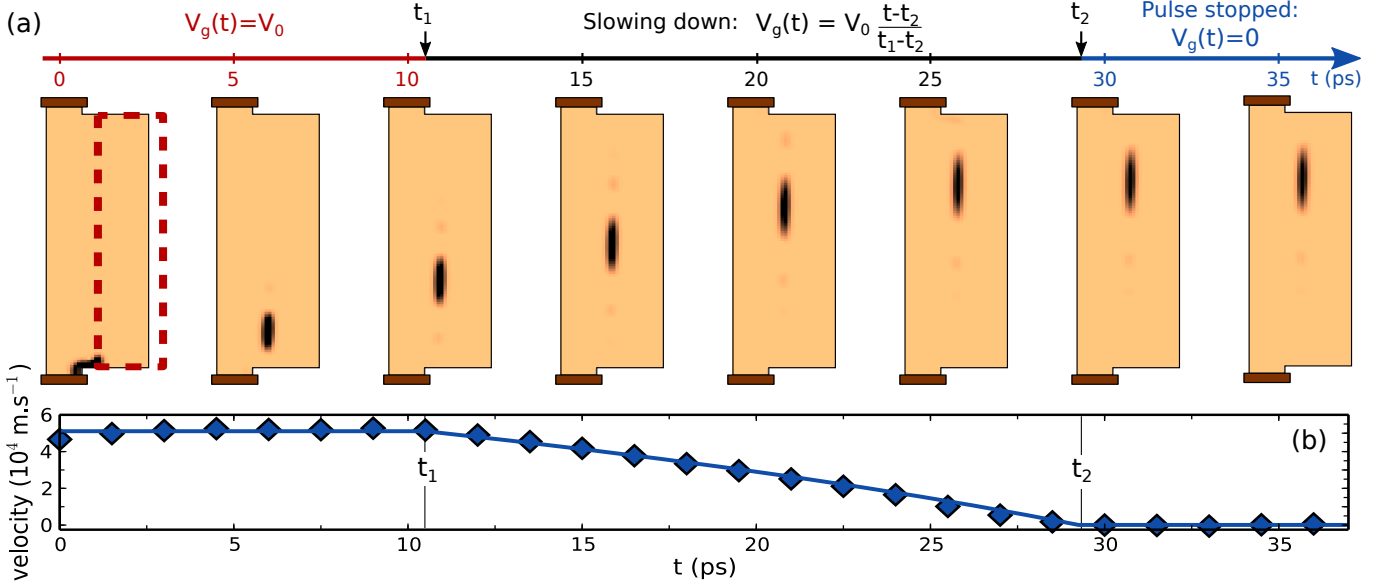 (a)
V_g(t)=V_0
t_1
Slowing down: V_g(t) = V_0 \frac{t-t_2}{t_1-t_2}
t_2
Pulse stopped:
V_g(t)=0
0 5 10 15 20 25 30 35 t (ps)
velocity (10^4 m.s^{-1})
6
4
2
0
(b)
t_1
t_2
0 5 10 15 20 25 30 35
t (ps)